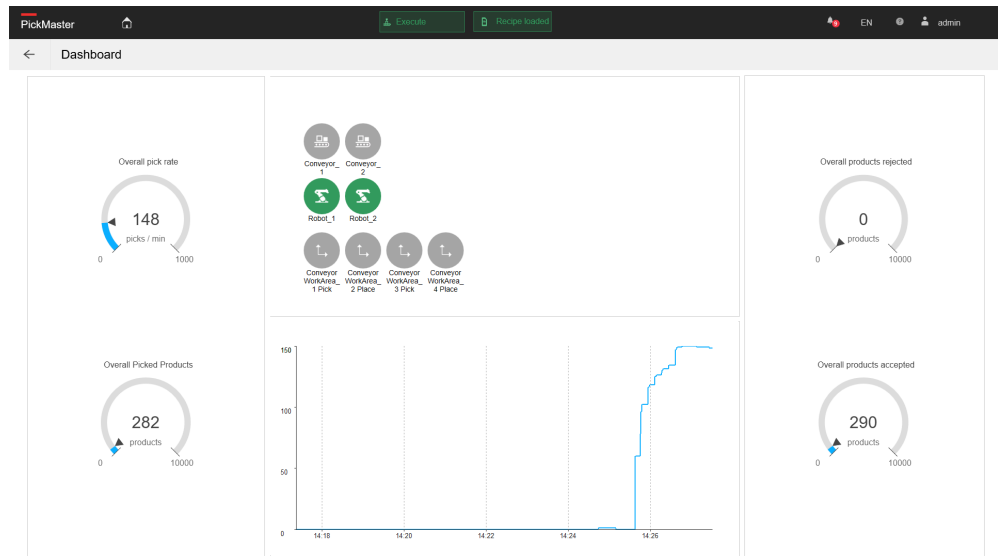 PickMaster
Execute
Recipe loaded
EN
admin
Dashboard
Overall pick rate
148
picks / min
0
1000
Overall Picked Products
282
products
0
10000
Conveyor_
1
Conveyor_
2
Robot_1
Robot_2
Conveyor
WorkArea_
1 Pick
Conveyor
WorkArea_
2 Place
Conveyor
WorkArea_
3 Pick
Conveyor
WorkArea_
4 Place
150
100
50
0
14:18
14:20
14:22
14:24
14:26
Overall products rejected
0
products
0
10000
Overall products accepted
290
products
0
10000